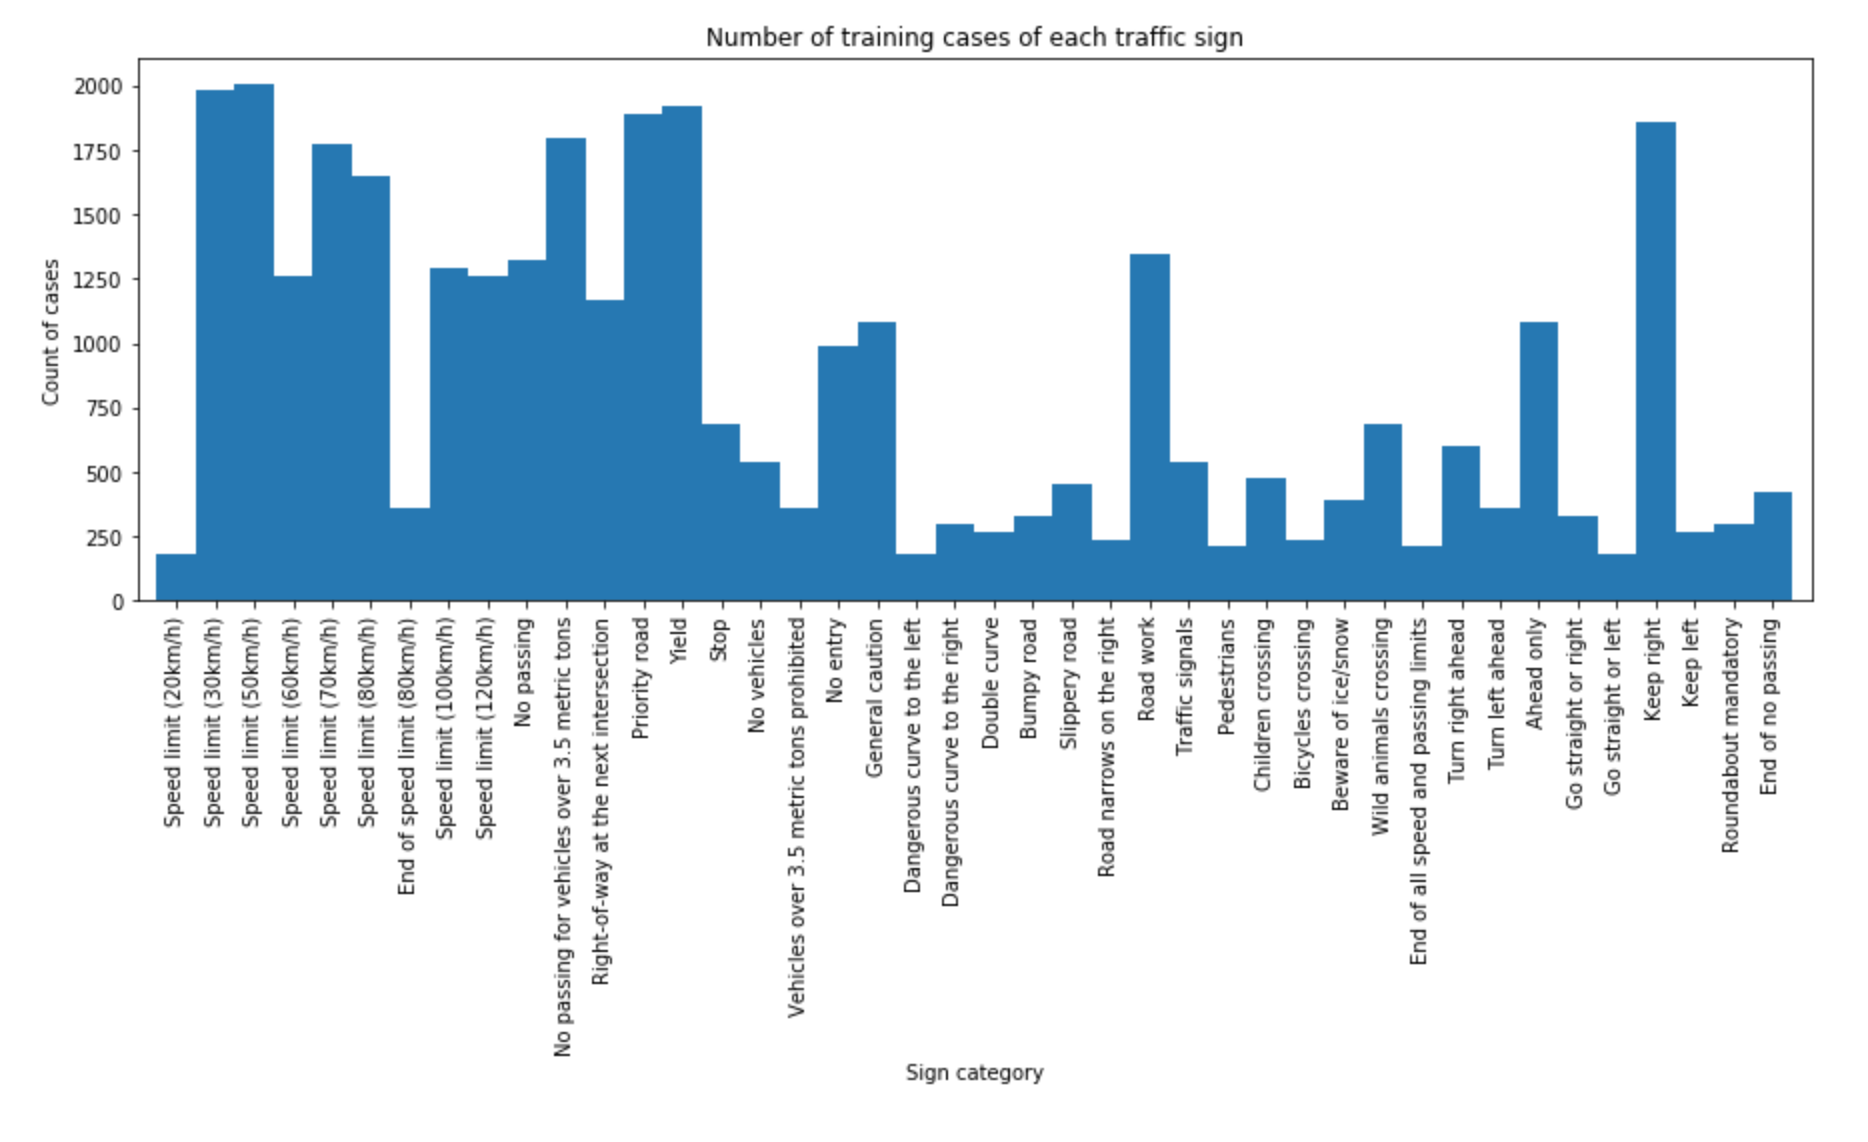 Number of training cases of each traffic sign
2000
1750
1500
1250
1000
750
500
250
0
Count of cases
Speed limit (20km/h)
Speed limit (30km/h)
Speed limit (50km/h)
Speed limit (60km/h)
Speed limit (70km/h)
Speed limit (80km/h)
End of speed limit (80km/h)
Speed limit (100km/h)
Speed limit (120km/h)
No passing
No passing for vehicles over 3.5 metric tons
Right-of-way at the next intersection
Priority road
Yield
Stop
No vehicles
Vehicles over 3.5 metric tons prohibited
No entry
General caution
Dangerous curve to the left
Dangerous curve to the right
Double curve
Bumpy road
Slippery road
Road narrows on the right
Road work
Traffic signals
Pedestrians
Children crossing
Bicycles crossing
Beware of ice/snow
Wild animals crossing
End of all speed and passing limits
Turn right ahead
Turn left ahead
Ahead only
Go straight or right
Go straight or left
Keep right
Keep left
Roundabout mandatory
End of no passing
Sign category